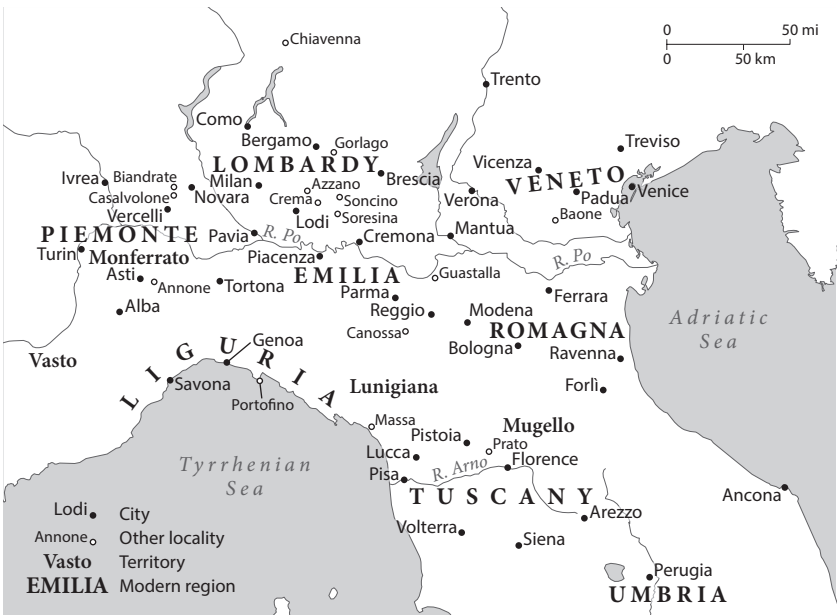 Chiavenna
0 50 mi
0 50 km
Trento
Como
Bergamo
Gorlago
Treviso
LOMBARDY
Vicenza
VENETO
Ivrea
Biandrate
Milan
Azzano
Brescia
Padua
Venice
Casalvolone
Novara
Crema
Soncino
Verona
Vercelli
Lodi
Soresina
Baone
PIEMONTE
Pavia
R. Po
Cremona
Mantua
Turin
Monferrato
Piacenza
R. Po
Asti
Annone
Tortona
EMILIA
Guastalla
Parma
Ferrara
Alba
Reggio
Modena
Adriatic
Sea
Canossa
ROMAGNA
Genoa
Bologna
Ravenna
Vasto
LIGURIA
Savona
Portofino
Lunigiana
Forlì
Massa
Mugello
Pistoia
Prato
Lucca
Florence
Tyrrhenian
Sea
Pisa
R. Arno
TUSCANY
Ancona
Arezzo
Volterra
Siena
Perugia
UMBRIA
Lodi City
Annone Other locality
Vasto Territory
EMILIA Modern region